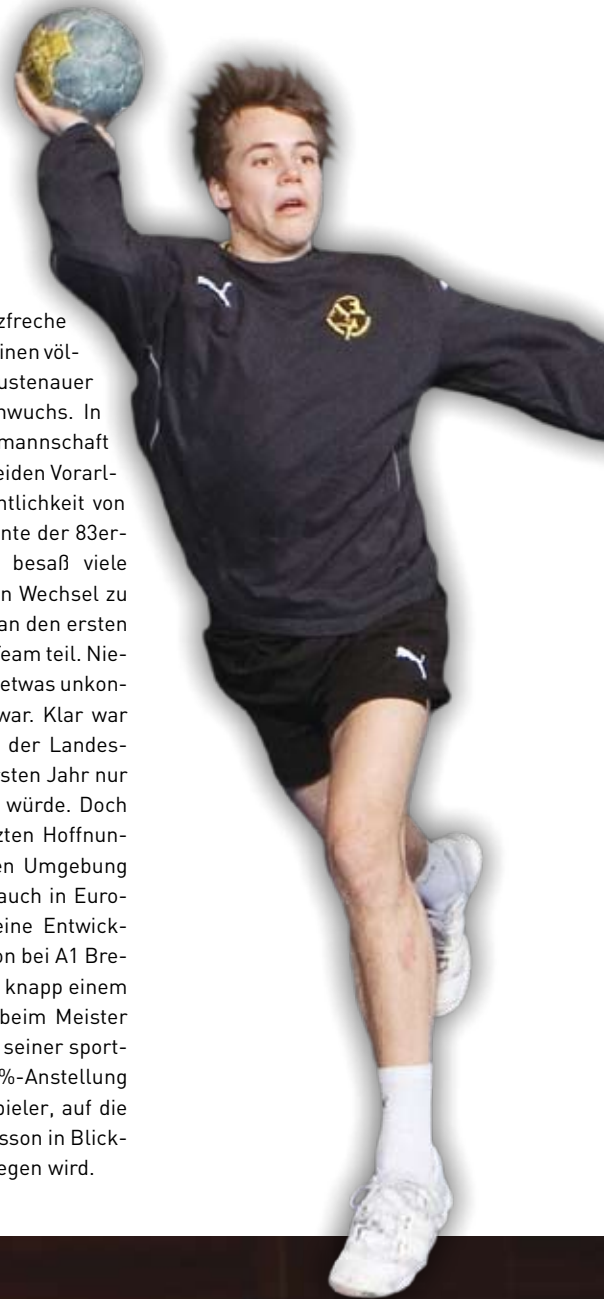 zfreche
inen völ-
ustenauer
hwuchs. In
mannschaft
eiden Vorarl-
ntlichkeit von
nte der 83er-
besaß viele
n Wechsel zu
an den ersten
Team teil. Nie-
etwas unkon-
war. Klar war
der Landes-
rsten Jahr nur
würde. Doch
zten Hoffnun-
en Umgebung
auch in Euro-
eine Entwick-
on bei A1 Bre-
knapp einem
beim Meister
seiner sport-
%-Anstellung
pieler, auf die
sson in Blick-
egen wird.